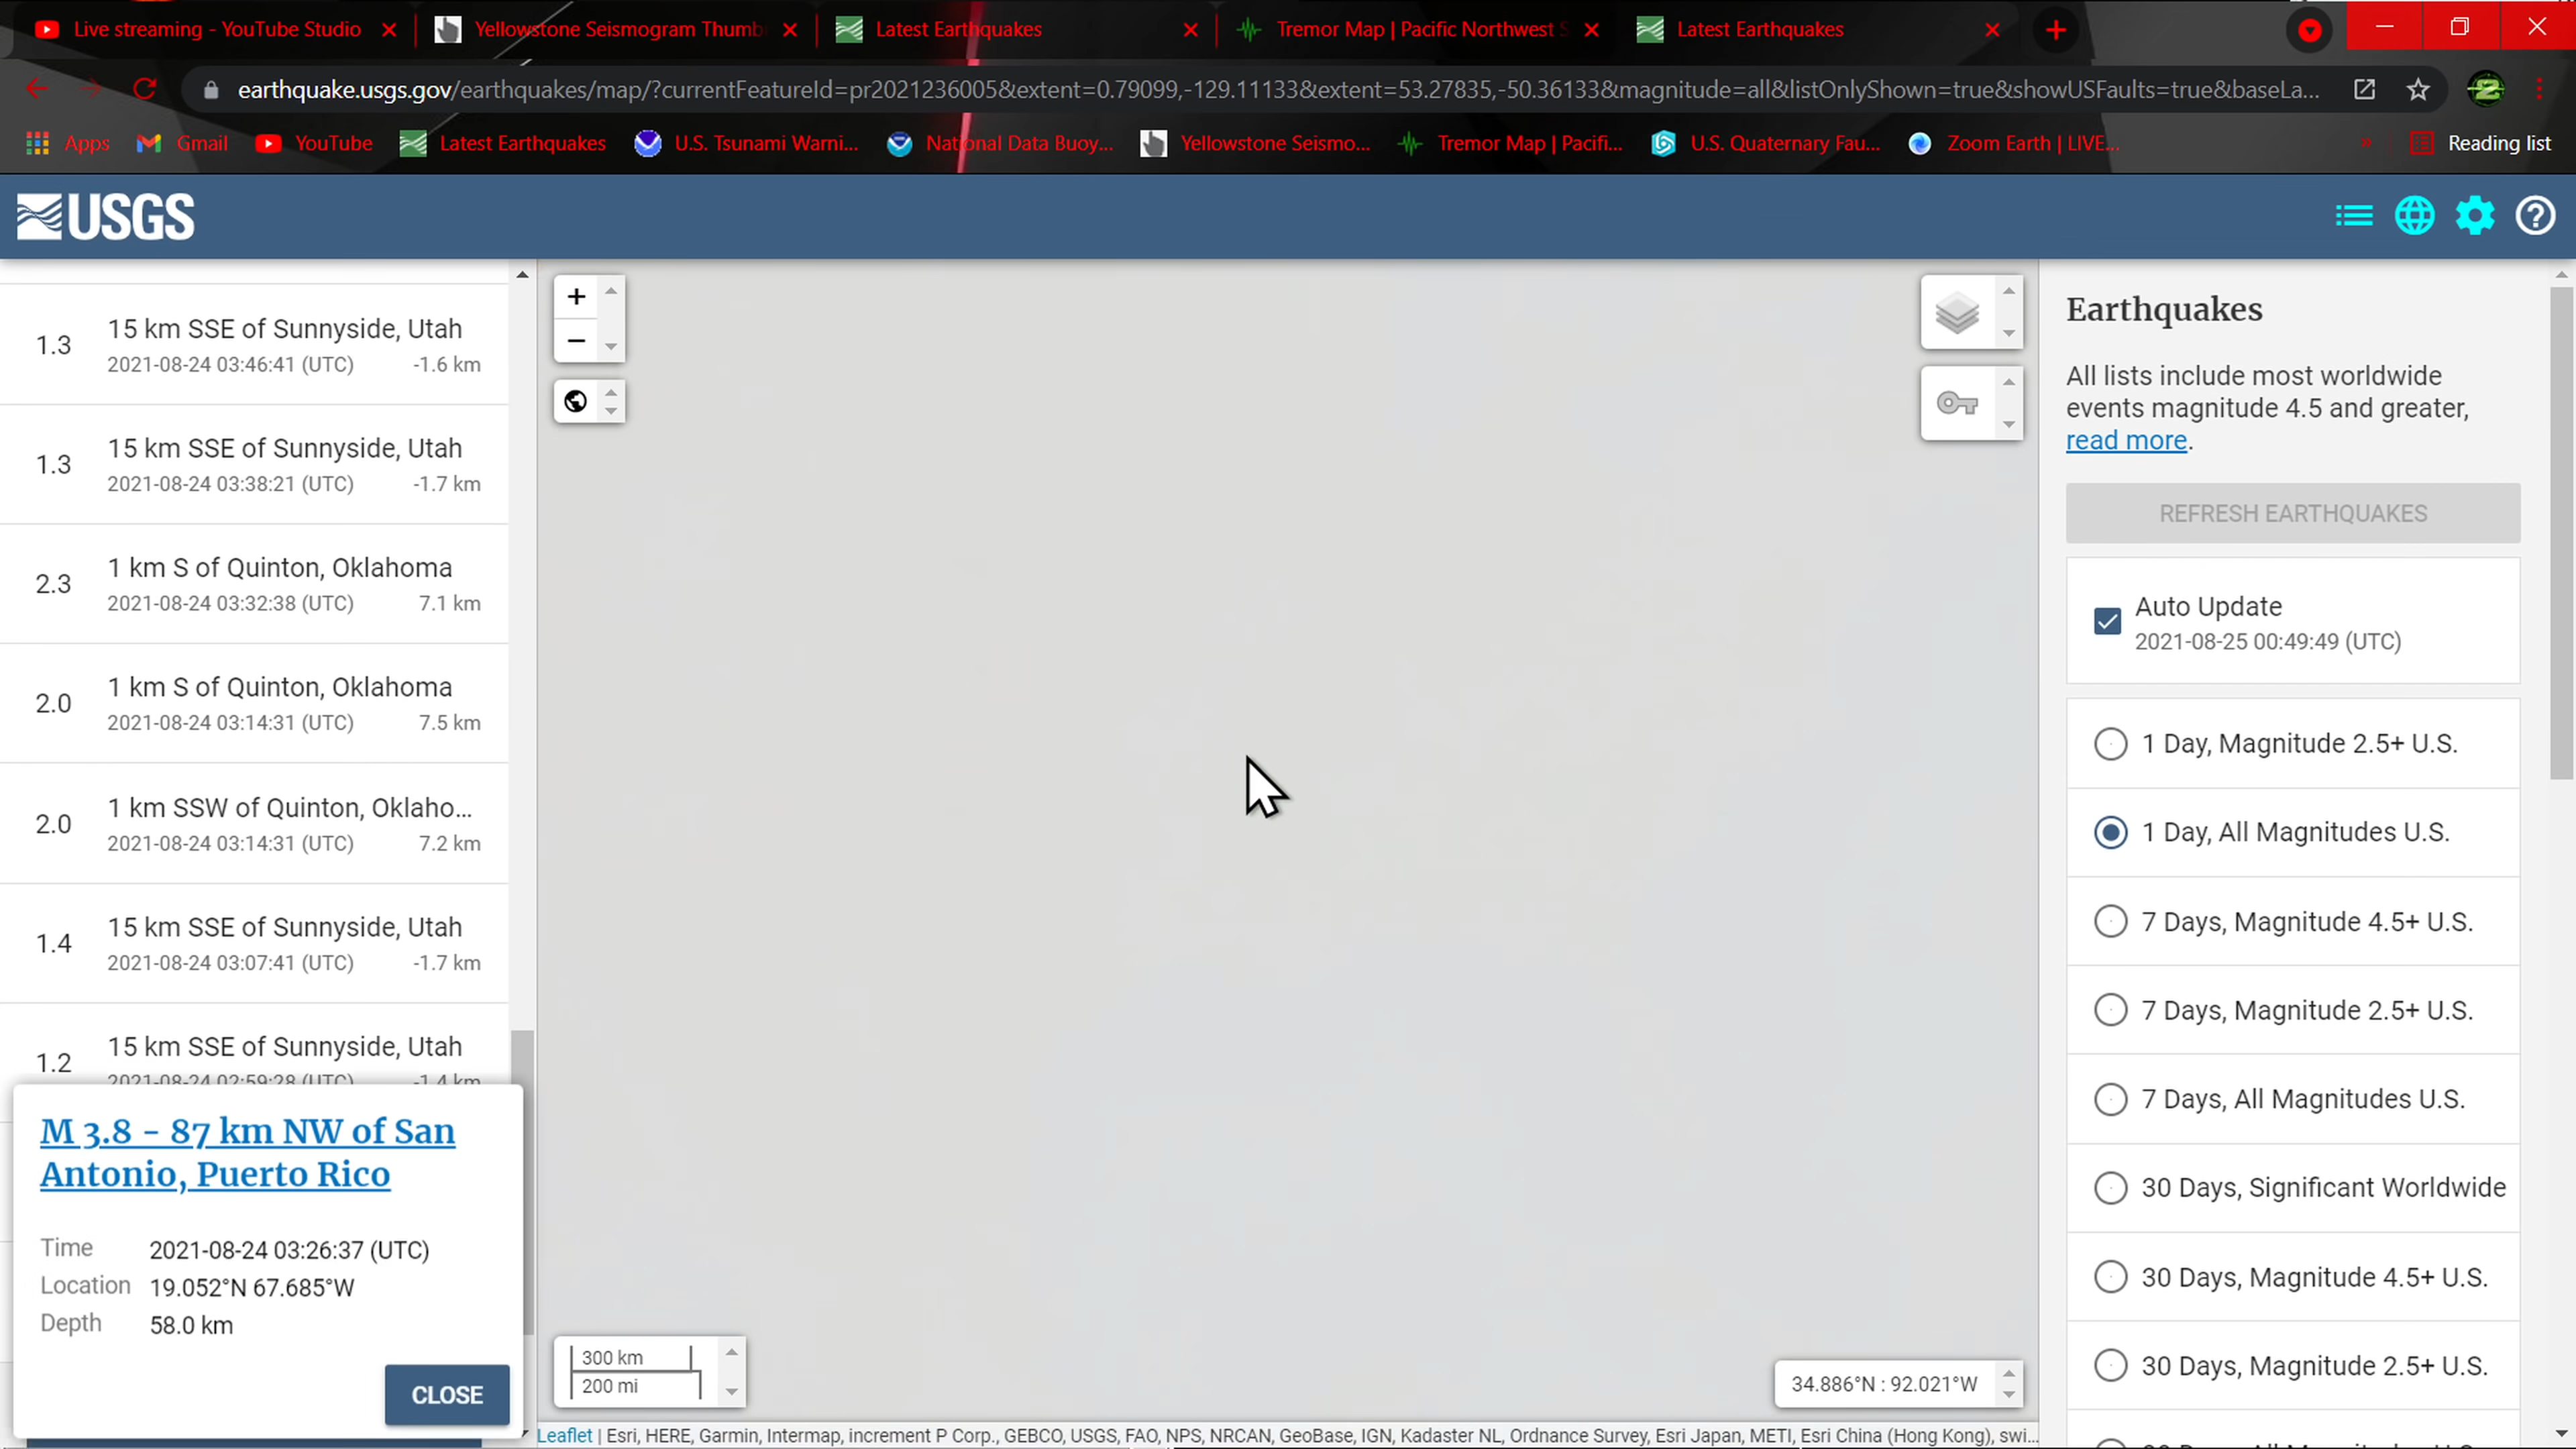 Live streaming - YouTube Studio
Yellowstone Seismogram Thumb
Latest Earthquakes
Tremor Map | Pacific Northwest S
Latest Earthquakes
earthquake.usgs.gov/earthquakes/map/?currentFeatureId=pr2021236005&extent=0.79099,-129.11133&extent=53.27835,-50.36133&magnitude=all&listOnlyShown=true&showUSFaults=true&baseLa...
Apps
Gmail
YouTube
Latest Earthquakes
U.S. Tsunami Warni...
National Data Buoy...
Yellowstone Seismo...
Tremor Map | Pacifi...
U.S. Quaternary Fau...
Zoom Earth | LIVE...
»
Reading list
USGS
1.3
15 km SSE of Sunnyside, Utah
2021-08-24 03:46:41 (UTC) -1.6 km
1.3
15 km SSE of Sunnyside, Utah
2021-08-24 03:38:21 (UTC) -1.7 km
2.3
1 km S of Quinton, Oklahoma
2021-08-24 03:32:38 (UTC) 7.1 km
2.0
1 km S of Quinton, Oklahoma
2021-08-24 03:14:31 (UTC) 7.5 km
2.0
1 km SSW of Quinton, Oklaho...
2021-08-24 03:14:31 (UTC) 7.2 km
1.4
15 km SSE of Sunnyside, Utah
2021-08-24 03:07:41 (UTC) -1.7 km
1.2
15 km SSE of Sunnyside, Utah
2021-08-24 02:59:28 (UTC) -1.4 km
M 3.8 - 87 km NW of San
Antonio, Puerto Rico
Time 2021-08-24 03:26:37 (UTC)
Location 19.052°N 67.685°W
Depth 58.0 km
CLOSE
+
−
300 km
200 mi
34.886°N : 92.021°W
Leaflet | Esri, HERE, Garmin, Intermap, increment P Corp., GEBCO, USGS, FAO, NPS, NRCAN, GeoBase, IGN, Kadaster NL, Ordnance Survey, Esri Japan, METI, Esri China (Hong Kong), swi...
Earthquakes
All lists include most worldwide
events magnitude 4.5 and greater,
read more.
REFRESH EARTHQUAKES
Auto Update
2021-08-25 00:49:49 (UTC)
1 Day, Magnitude 2.5+ U.S.
1 Day, All Magnitudes U.S.
7 Days, Magnitude 4.5+ U.S.
7 Days, Magnitude 2.5+ U.S.
7 Days, All Magnitudes U.S.
30 Days, Significant Worldwide
30 Days, Magnitude 4.5+ U.S.
30 Days, Magnitude 2.5+ U.S.